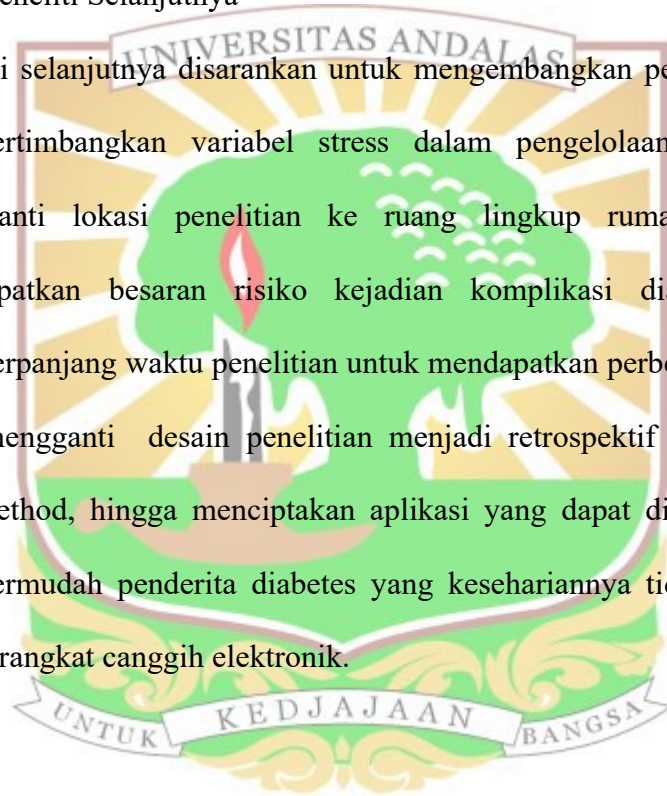 eneliti Selanjutnya
UNIVERSITAS ANDALAS
i selanjutnya disarankan untuk mengembangkan pe
ertimbangkan variabel stress dalam pengelolaan
anti lokasi penelitian ke ruang lingkup ruma
patkan besaran risiko kejadian komplikasi di
erpanjang waktu penelitian untuk mendapatkan perb
mengganti desain penelitian menjadi retrospektif
ethod, hingga menciptakan aplikasi yang dapat di
ermudah penderita diabetes yang kesehariannya ti
rangkat canggih elektronik.
UNTUK KEDJAJAAN BANGSA